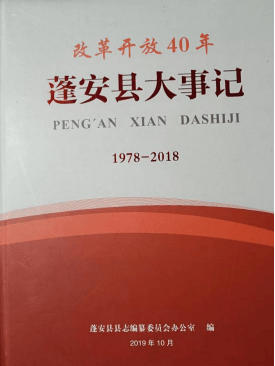 改革开放40年
蓬安县大事记
PENG'AN XIAN DASHIJI
1978-2018
蓬安县县志编纂委员会办公室 编
2019年10月